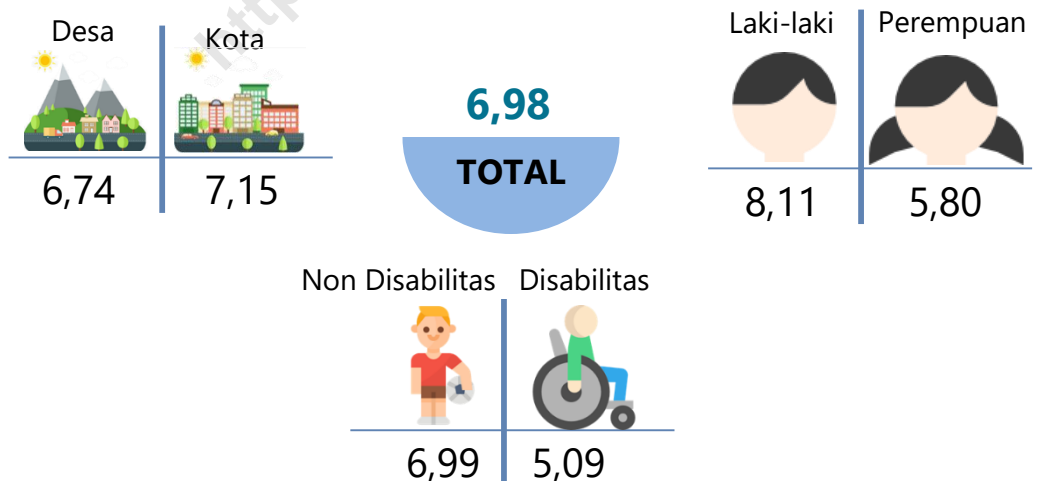 Desa
Kota
6,74
7,15
6,98
TOTAL
Laki-laki
Perempuan
8,11
5,80
Non Disabilitas
Disabilitas
6,99
5,09